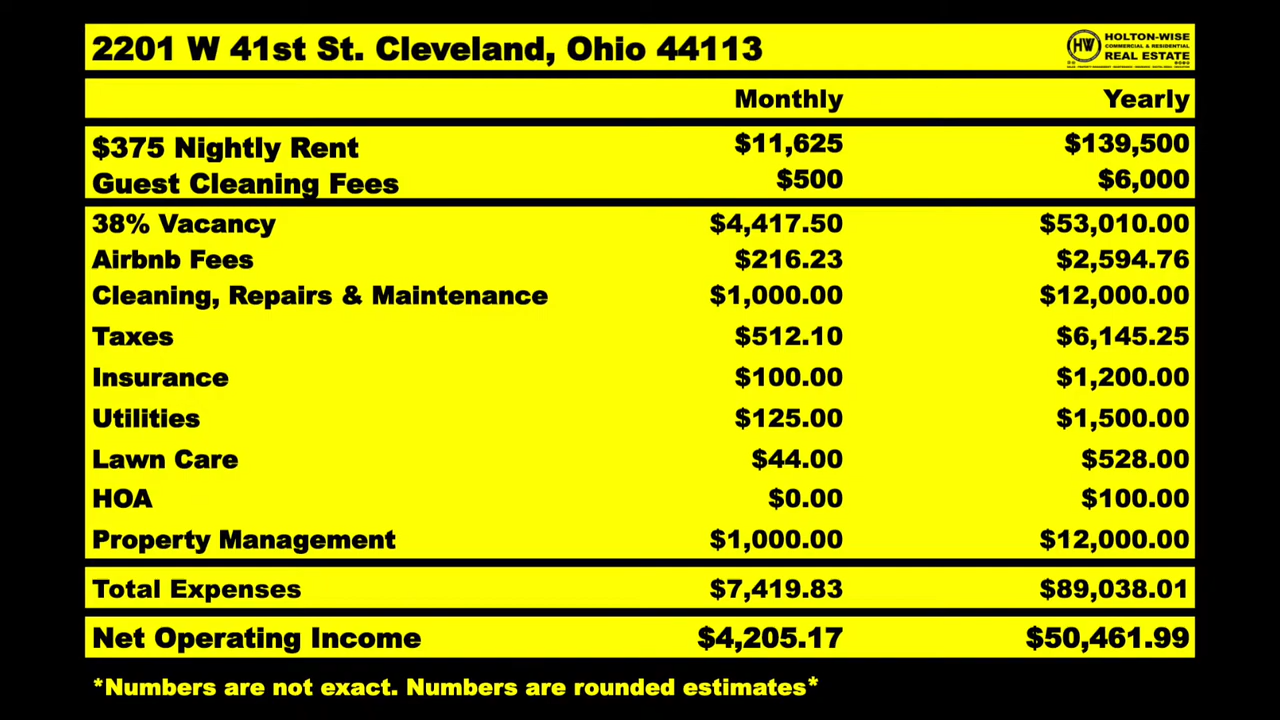 2201 W 41st St. Cleveland, Ohio 44113
HW
HOLTON-WISE
COMMERCIAL & RESIDENTIAL
REAL ESTATE
Monthly Yearly
$375 Nightly Rent $11,625 $139,500
Guest Cleaning Fees $500 $6,000
38% Vacancy $4,417.50 $53,010.00
Airbnb Fees $216.23 $2,594.76
Cleaning, Repairs & Maintenance $1,000.00 $12,000.00
Taxes $512.10 $6,145.25
Insurance $100.00 $1,200.00
Utilities $125.00 $1,500.00
Lawn Care $44.00 $528.00
HOA $0.00 $100.00
Property Management $1,000.00 $12,000.00
Total Expenses $7,419.83 $89,038.01
Net Operating Income $4,205.17 $50,461.99
*Numbers are not exact. Numbers are rounded estimates*